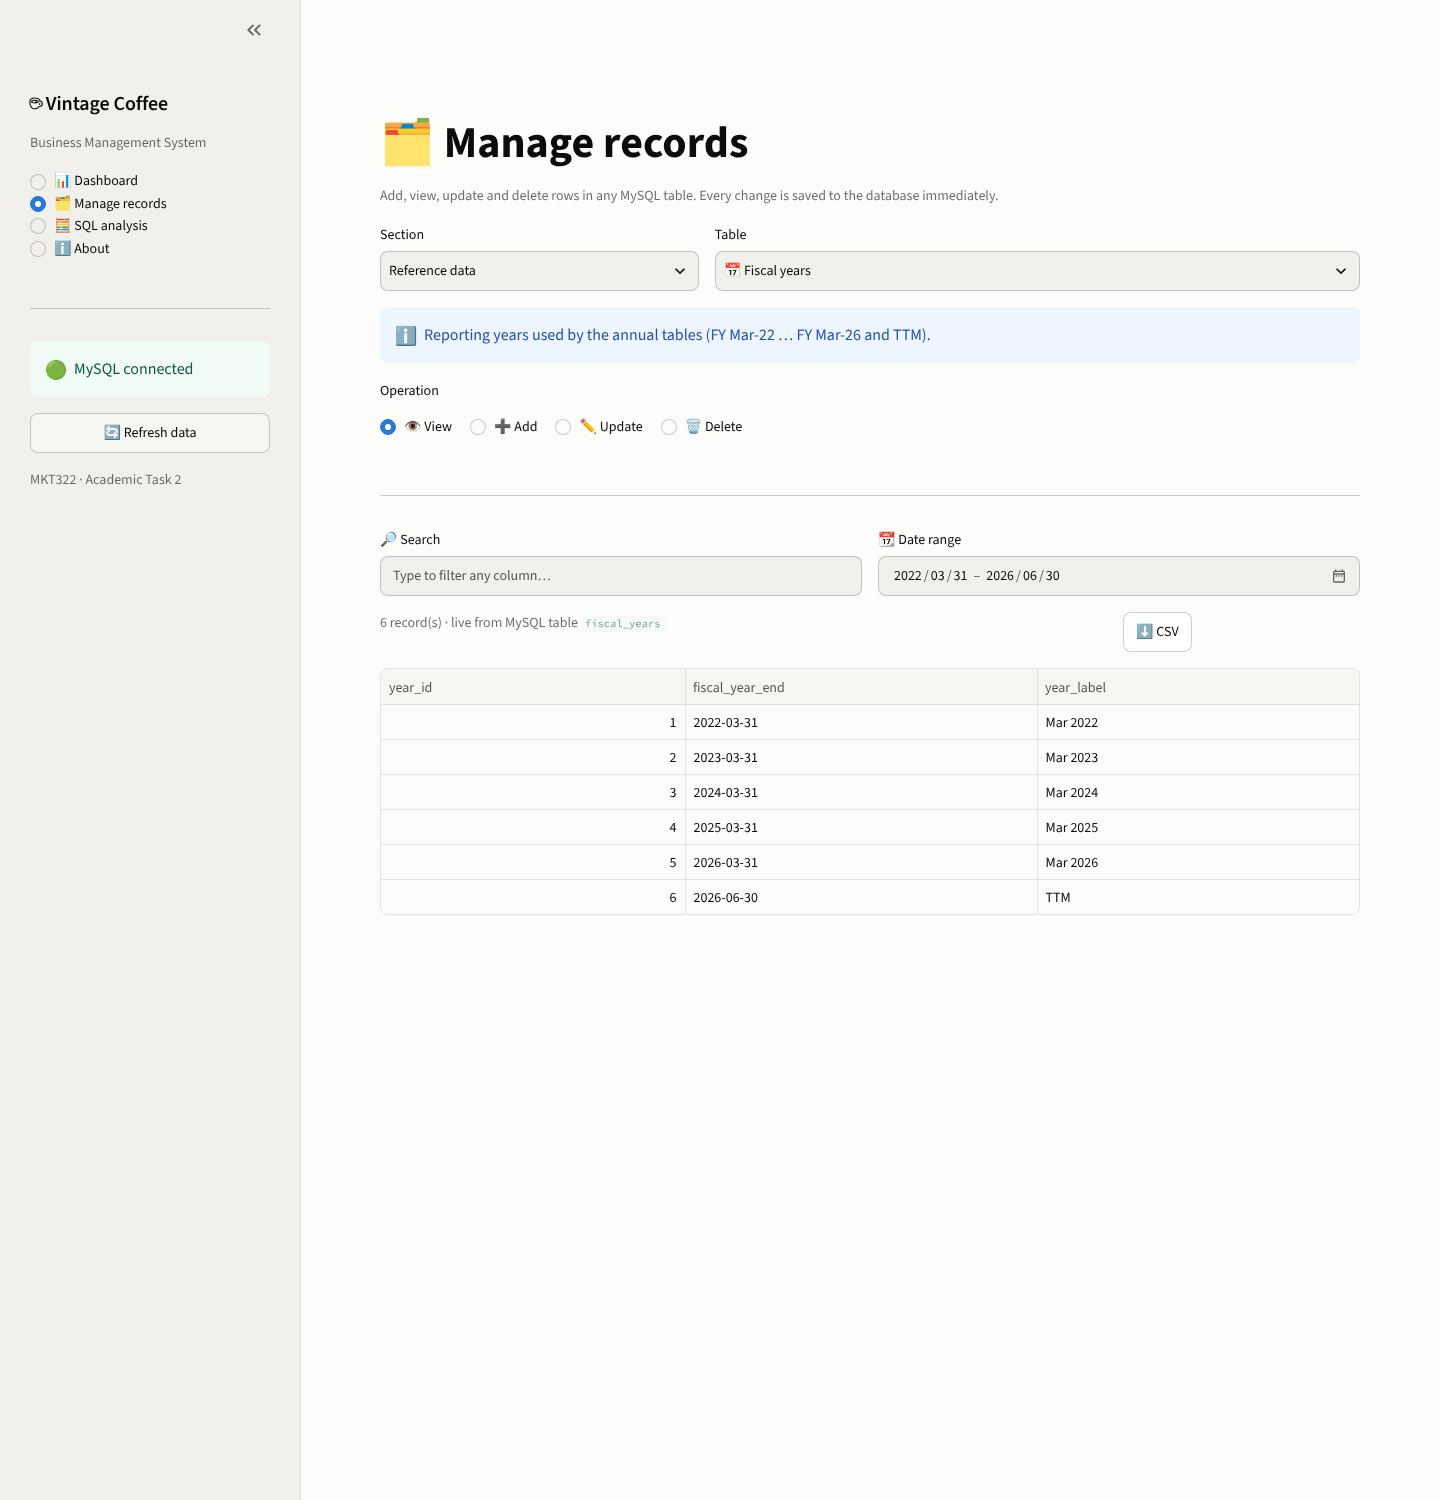 Vintage Coffee
Business Management System
Dashboard
Manage records
SQL analysis
About
MySQL connected
Refresh data
MKT322 · Academic Task 2
Manage records
Add, view, update and delete rows in any MySQL table. Every change is saved to the database immediately.
Section
Table
Reference data
Fiscal years
Reporting years used by the annual tables (FY Mar-22 … FY Mar-26 and TTM).
Operation
View Add Update Delete
Search
Date range
Type to filter any column…
2022 / 03 / 31 – 2026 / 06 / 30
6 record(s) · live from MySQL table fiscal_years
CSV
year_id fiscal_year_end year_label
1 2022-03-31 Mar 2022
2 2023-03-31 Mar 2023
3 2024-03-31 Mar 2024
4 2025-03-31 Mar 2025
5 2026-03-31 Mar 2026
6 2026-06-30 TTM